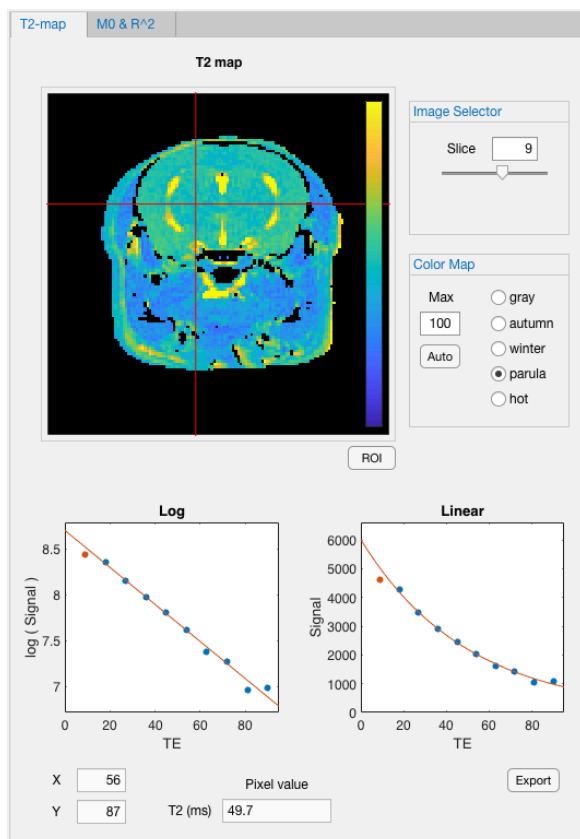 T2-map
M0 & R^2
T2 map
Image Selector
Slice 9
Color Map
Max
100
Auto
gray
autumn
winter
parula
hot
ROI
Log
8.5
8
7.5
7
log ( Signal )
0 20 40 60 80
TE
Linear
6000
5000
4000
3000
2000
1000
0
Signal
0 20 40 60 80
TE
X 56
Y 87
Pixel value
T2 (ms) 49.7
Export